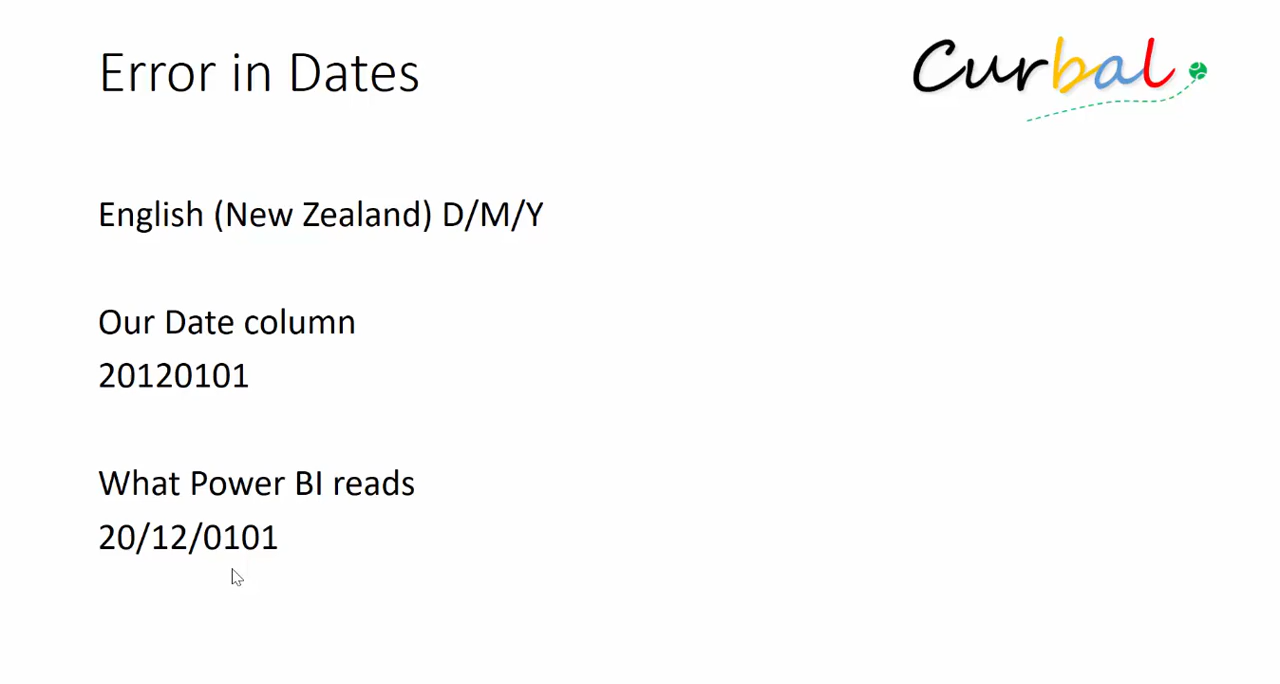 Error in Dates
Curbal
English (New Zealand) D/M/Y
Our Date column
20120101
What Power BI reads
20/12/0101